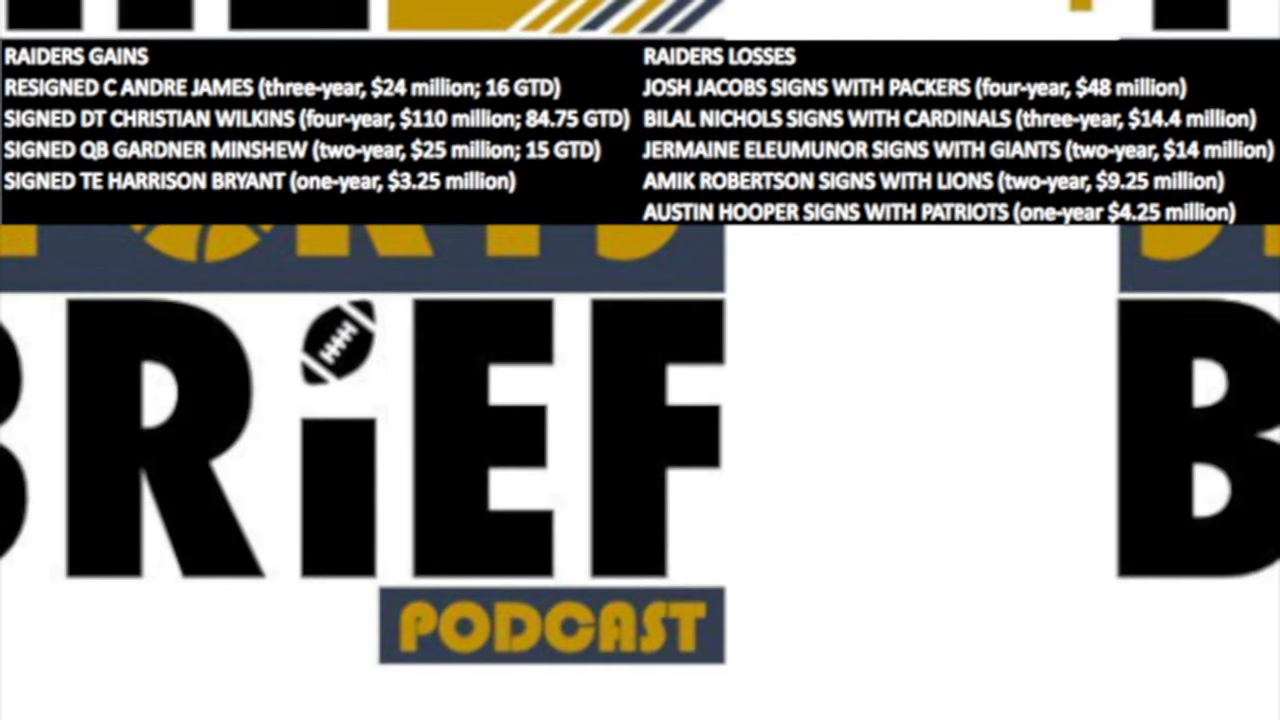 RAIDERS GAINS
RESIGNED C ANDRE JAMES (three-year, $24 million; 16 GTD)
SIGNED DT CHRISTIAN WILKINS (four-year, $110 million; 84.75 GTD)
SIGNED QB GARDNER MINSHEW (two-year, $25 million; 15 GTD)
SIGNED TE HARRISON BRYANT (one-year, $3.25 million)
RAIDERS LOSSES
JOSH JACOBS SIGNS WITH PACKERS (four-year, $48 million)
BILAL NICHOLS SIGNS WITH CARDINALS (three-year, $14.4 million)
JERMAINE ELEUMUNOR SIGNS WITH GIANTS (two-year, $14 million)
AMIK ROBERTSON SIGNS WITH LIONS (two-year, $9.25 million)
AUSTIN HOOPER SIGNS WITH PATRIOTS (one-year $4.25 million)
BRiEF B
PODCAST